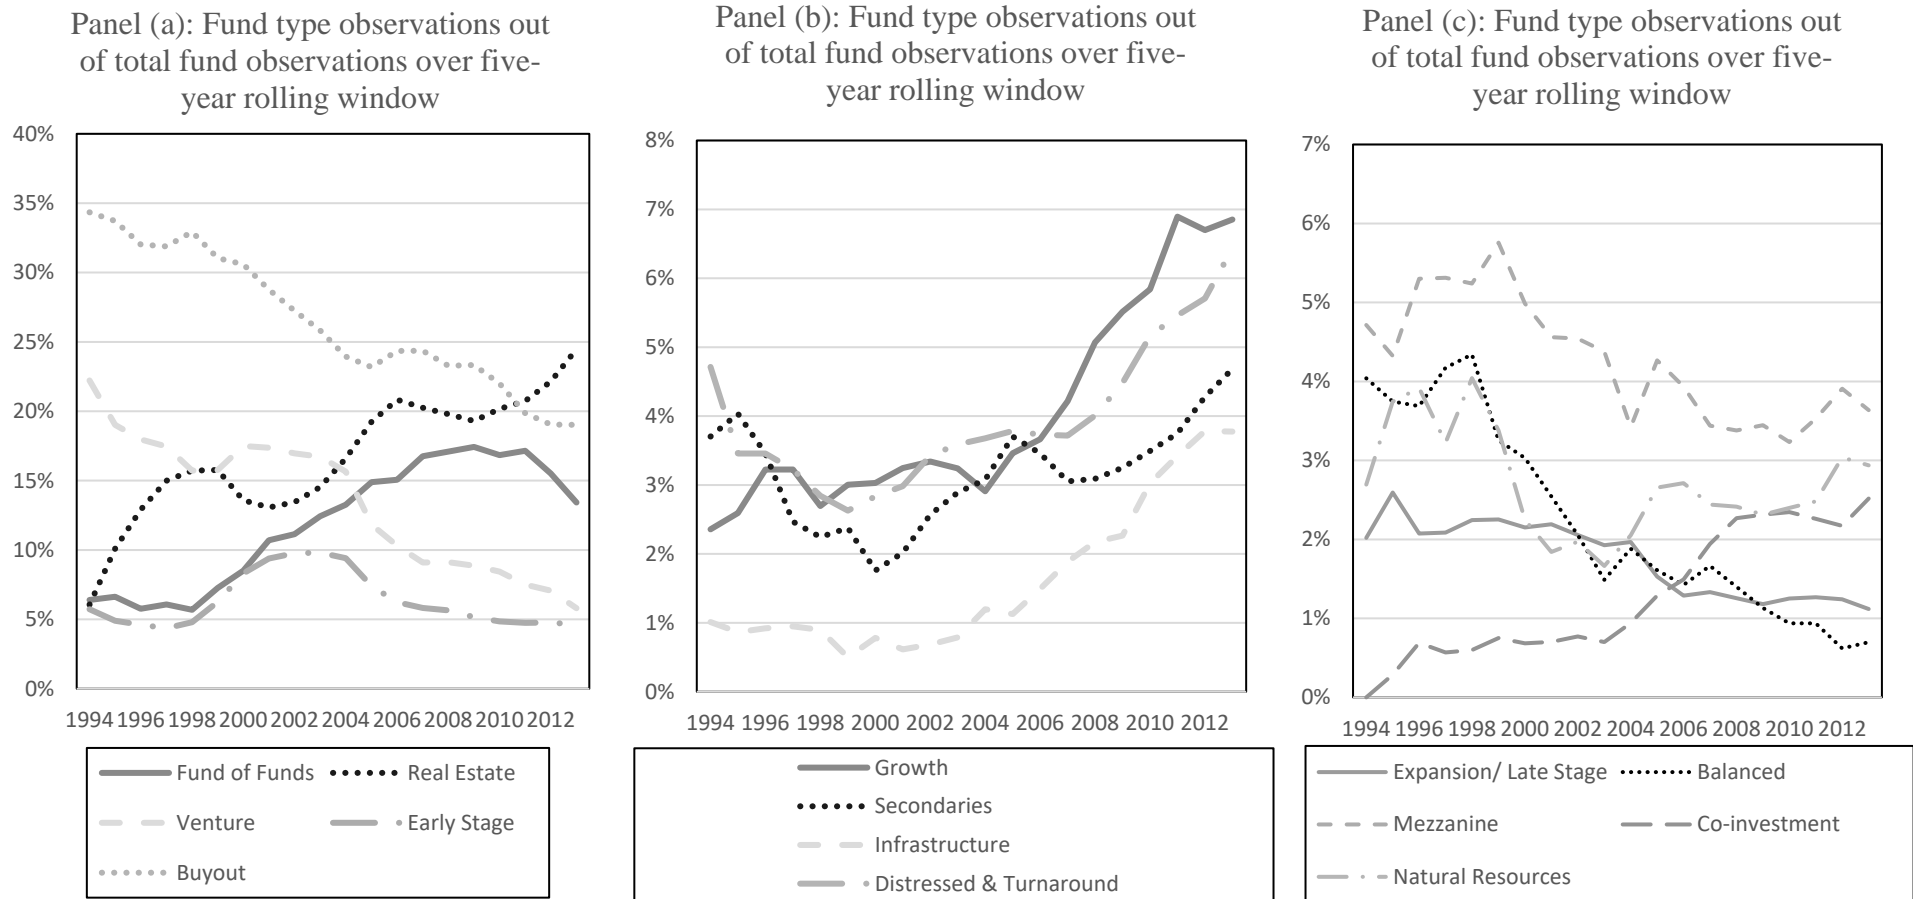 Panel (a): Fund type observations out
of total fund observations over five-
year rolling window
40%
35%
30%
25%
20%
15%
10%
5%
0%
1994 1996 1998 2000 2002 2004 2006 2008 2010 2012
Fund of Funds
Real Estate
Venture
Early Stage
Buyout
Panel (b): Fund type observations out
of total fund observations over five-
year rolling window
8%
7%
6%
5%
4%
3%
2%
1%
0%
1994 1996 1998 2000 2002 2004 2006 2008 2010 2012
Growth
Secondaries
Infrastructure
Distressed & Turnaround
Panel (c): Fund type observations out
of total fund observations over five-
year rolling window
7%
6%
5%
4%
3%
2%
1%
0%
1994 1996 1998 2000 2002 2004 2006 2008 2010 2012
Expansion/ Late Stage
Balanced
Mezzanine
Co-investment
Natural Resources